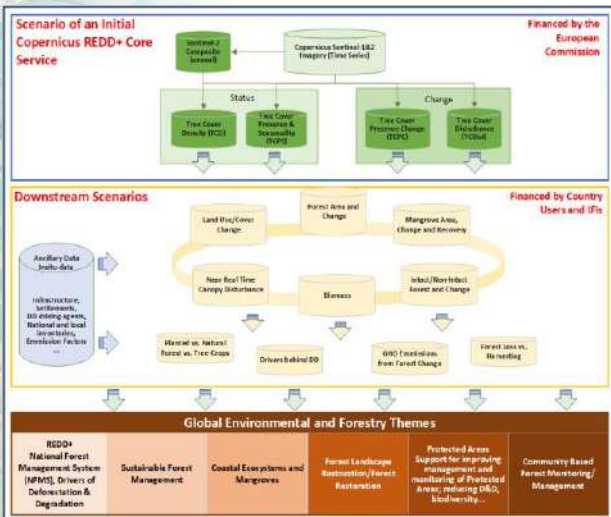 Scenario of an Initial
Copernicus REDD+ Core
Service
Financed by the
European
Commission
Sentinel-2
Composite
(annual)
Copernicus Sentinel-1&2
Imagery (Time Series)
Status
Change
Tree Cover
Density (TCD)
Tree Cover
Presence &
Seasonality
Tree Cover
Presence Change
(TCPC)
Tree Cover
Disturbance
Downstream Scenarios
Financed by Country
Users and IFIs
Ancillary Data
Infrastructure,
Settlements,
DD driving agents,
National and local
inventories,
Emission Factors
...
Land Use/Cover
Change
Forest Area and
Change
Mangrove Area,
Change and Recovery
Near Real Time
Canopy Disturbance
Biomass
Intact/Non-Intact
Forest and Change
Planted vs. Natural
Forest vs. Tree Crops
Drivers behind DD
GHG Emissions
from Forest Change
Forest Loss vs.
Harvesting
Global Environmental and Forestry Themes
REDD+
National Forest
Management System
(NFMS), Drivers of
Deforestation &
Degradation
Sustainable Forest
Management
Coastal Ecosystems and
Mangroves
Forest Landscape
Restoration/Forest
Restoration
Protected Areas
Support for improving
management and
monitoring of Protected
Areas; reducing D&D,
biodiversity...
Community Based
Forest Monitoring/
Management